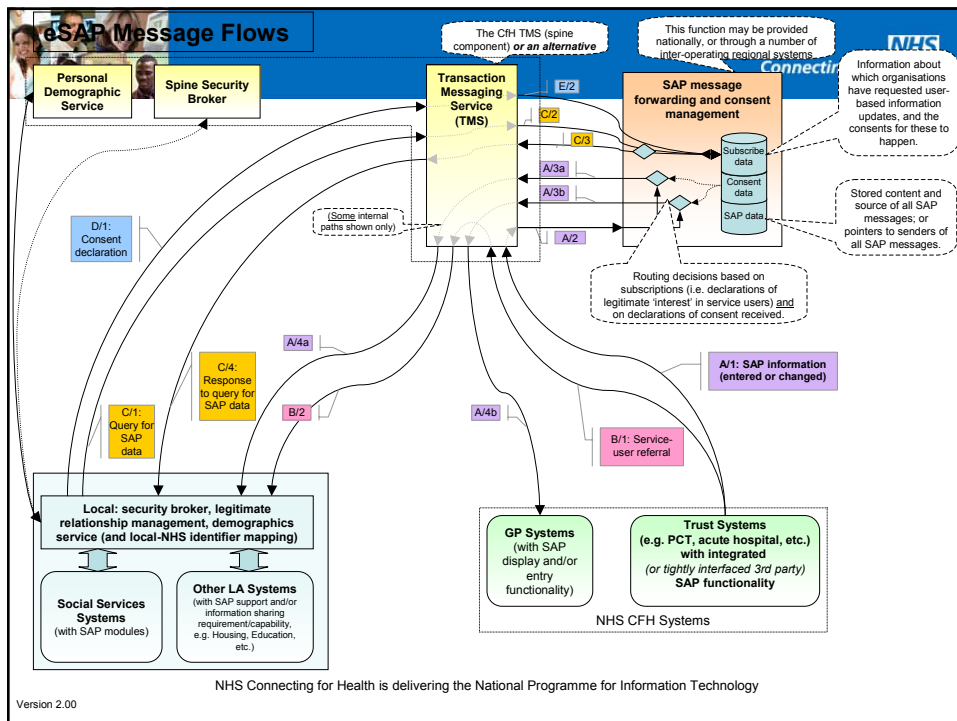 eSAP Message Flows
The CfH TMS (spine
component) or an alternative
This function may be provided
nationally, or through a number of
inter-operating regional systems
NHS
Connectin
Personal
Demographic
Service
Spine Security
Broker
Transaction
Messaging
Service
(TMS)
SAP message
forwarding and consent
management
Information about
which organisations
have requested user-
based information
updates, and the
consents for these to
happen.
E/2
C/2
C/3
A/3a
A/3b
A/2
Subscribe
data
Consent
data
SAP data
Stored content and
source of all SAP
messages; or
pointers to senders of
all SAP messages.
(Some internal
paths shown only)
D/1:
Consent
declaration
Routing decisions based on
subscriptions (i.e. declarations of
legitimate ‘interest’ in service users) and
on declarations of consent received.
A/4a
C/4:
Response
to query for
SAP data
A/1: SAP information
(entered or changed)
C/1:
Query for
SAP
data
B/2
A/4b
B/1: Service-
user referral
Local: security broker, legitimate
relationship management, demographics
service (and local-NHS identifier mapping)
Social Services
Systems
(with SAP modules)
Other LA Systems
(with SAP support and/or
information sharing
requirement/capability,
e.g. Housing, Education,
etc.)
GP Systems
(with SAP
display and/or
entry
functionality)
Trust Systems
(e.g. PCT, acute hospital, etc.)
with integrated
(or tightly interfaced 3rd party)
SAP functionality
NHS CFH Systems
NHS Connecting for Health is delivering the National Programme for Information Technology
Version 2.00